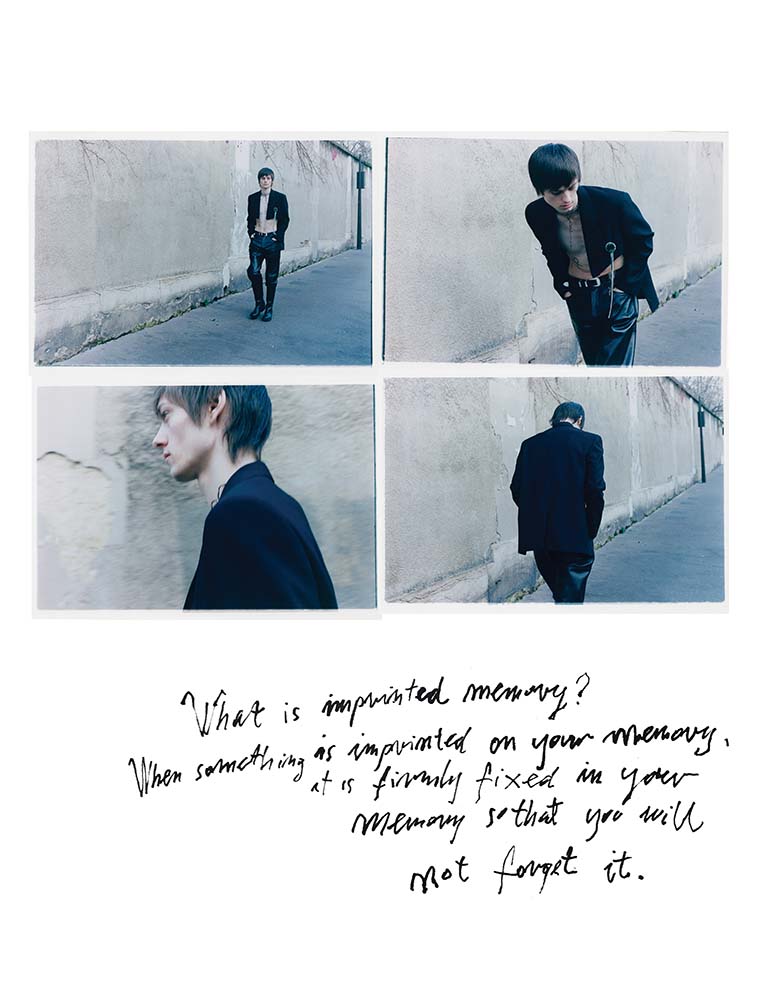 What is imprinted memory?
When something is imprinted on your memory,
it is firmly fixed in your
memory so that you will
not forget it.